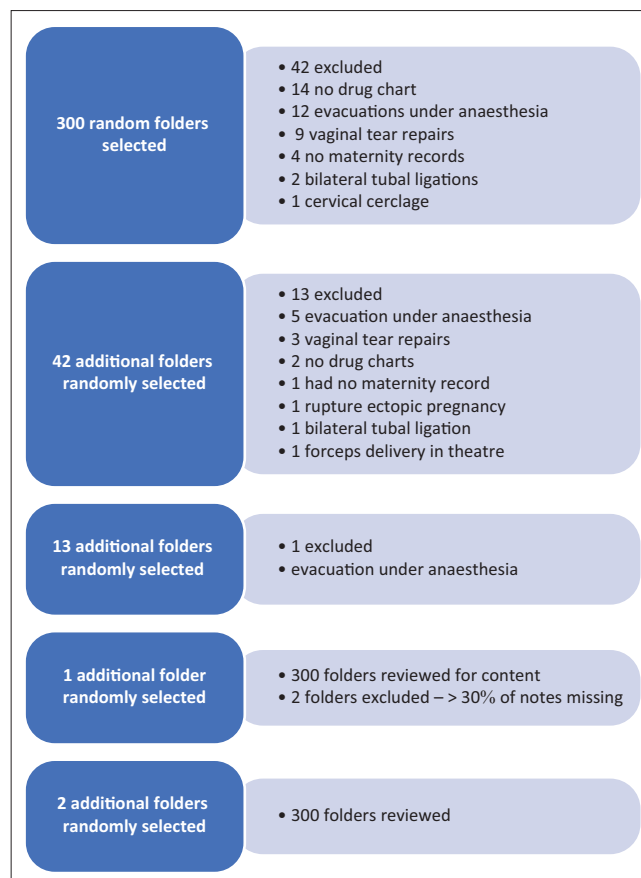 300 random folders
selected
• 42 excluded
• 14 no drug chart
• 12 evacuations under anaesthesia
• 9 vaginal tear repairs
• 4 no maternity records
• 2 bilateral tubal ligations
• 1 cervical cerclage
42 additional folders
randomly selected
• 13 excluded
• 5 evacuation under anaesthesia
• 3 vaginal tear repairs
• 2 no drug charts
• 1 had no maternity record
• 1 rupture ectopic pregnancy
• 1 bilateral tubal ligation
• 1 forceps delivery in theatre
13 additional folders
randomly selected
• 1 excluded
• evacuation under anaesthesia
1 additional folder
randomly selected
• 300 folders reviewed for content
• 2 folders excluded – > 30% of notes missing
2 additional folders
randomly selected
• 300 folders reviewed